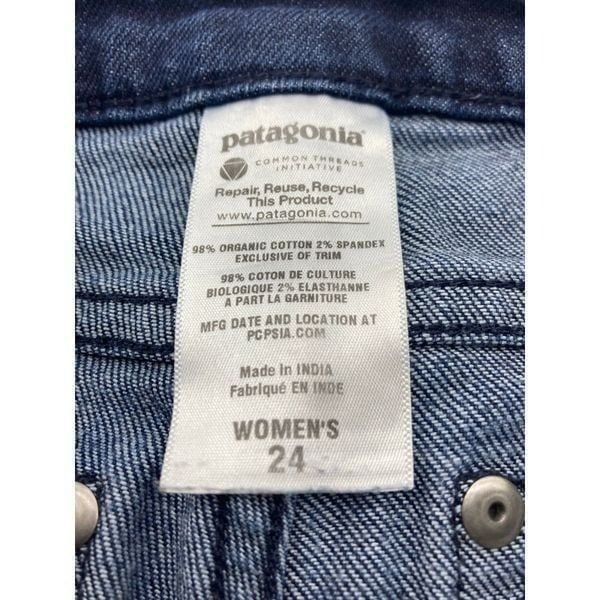 patagonia®
COMMON THREADS
INITIATIVE
Repair, Reuse, Recycle
This Product
www.patagonia.com
98% ORGANIC COTTON 2% SPANDEX
EXCLUSIVE OF TRIM
98% COTON DE CULTURE
BIOLOGIQUE 2% ELASTHANNE
A PART LA GARNITURE
MFG DATE AND LOCATION AT
PCPSIA.COM
Made in INDIA
Fabriqué EN INDE
WOMEN'S
24